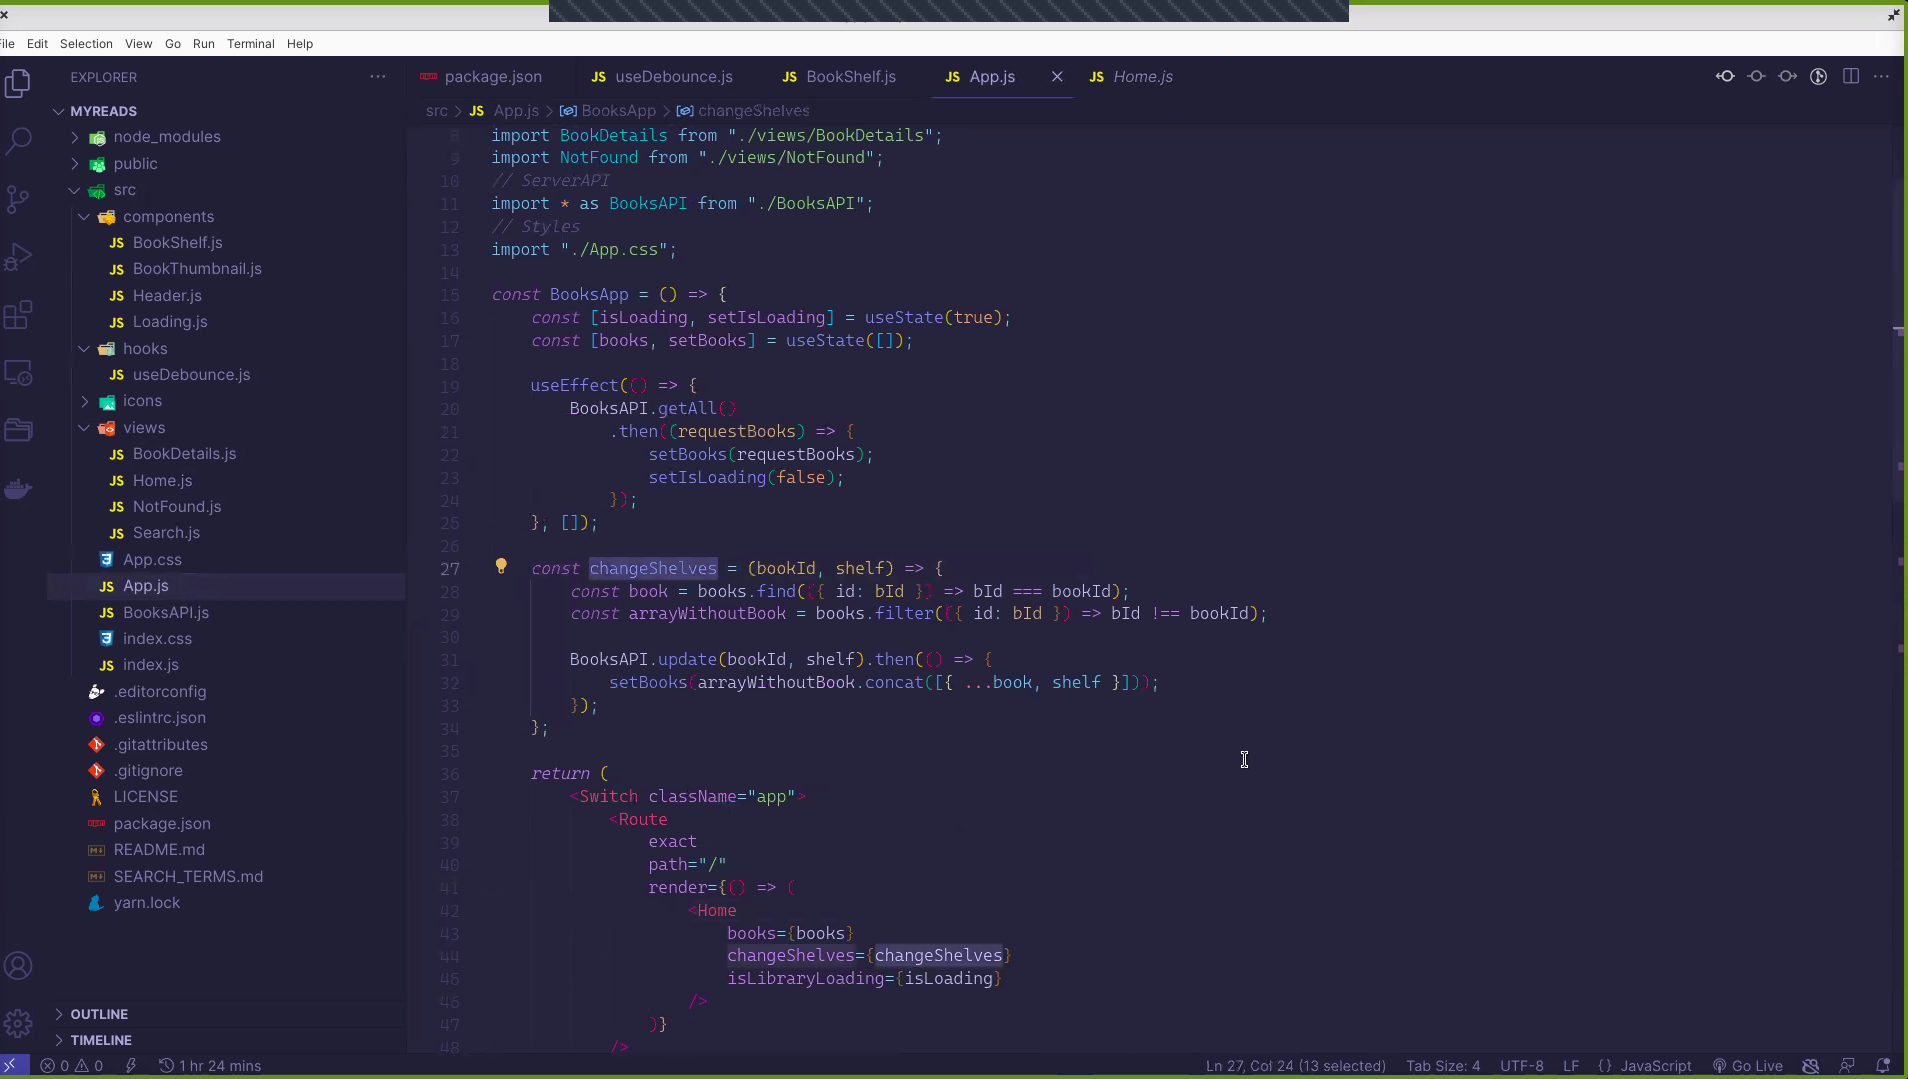 File Edit Selection View Go Run Terminal Help
EXPLORER
package.json
JS useDebounce.js
JS BookShelf.js
JS App.js
JS Home.js
src > JS App.js > BooksApp > changeShelves
MYREADS
node_modules
public
src
components
JS BookShelf.js
JS BookThumbnail.js
JS Header.js
JS Loading.js
hooks
JS useDebounce.js
icons
views
JS BookDetails.js
JS Home.js
JS NotFound.js
JS Search.js
App.css
JS App.js
JS BooksAPI.js
index.css
JS index.js
.editorconfig
.eslintrc.json
.gitattributes
.gitignore
LICENSE
package.json
README.md
SEARCH_TERMS.md
yarn.lock
OUTLINE
TIMELINE
8 import BookDetails from "./views/BookDetails";
9 import NotFound from "./views/NotFound";
10 // ServerAPI
11 import * as BooksAPI from "./BooksAPI";
12 // Styles
13 import "./App.css";
14
15 const BooksApp = () => {
16 const [isLoading, setIsLoading] = useState(true);
17 const [books, setBooks] = useState([]);
18
19 useEffect(() => {
20 BooksAPI.getAll()
21 .then((requestBooks) => {
22 setBooks(requestBooks);
23 setIsLoading(false);
24 });
25 }, []);
26
27 const changeShelves = (bookId, shelf) => {
28 const book = books.find(({ id: bId }) => bId === bookId);
29 const arrayWithoutBook = books.filter(({ id: bId }) => bId !== bookId);
30
31 BooksAPI.update(bookId, shelf).then(() => {
32 setBooks(arrayWithoutBook.concat([{ ...book, shelf }]));
33 });
34 };
35
36 return (
37 <Switch className="app">
38 <Route
39 exact
40 path="/"
41 render={() => (
42 <Home
43 books={books}
44 changeShelves={changeShelves}
45 isLibraryLoading={isLoading}
46 />
47 )}
48 />
0 0 1 hr 24 mins Ln 27, Col 24 (13 selected) Tab Size: 4 UTF-8 LF {} JavaScript Go Live